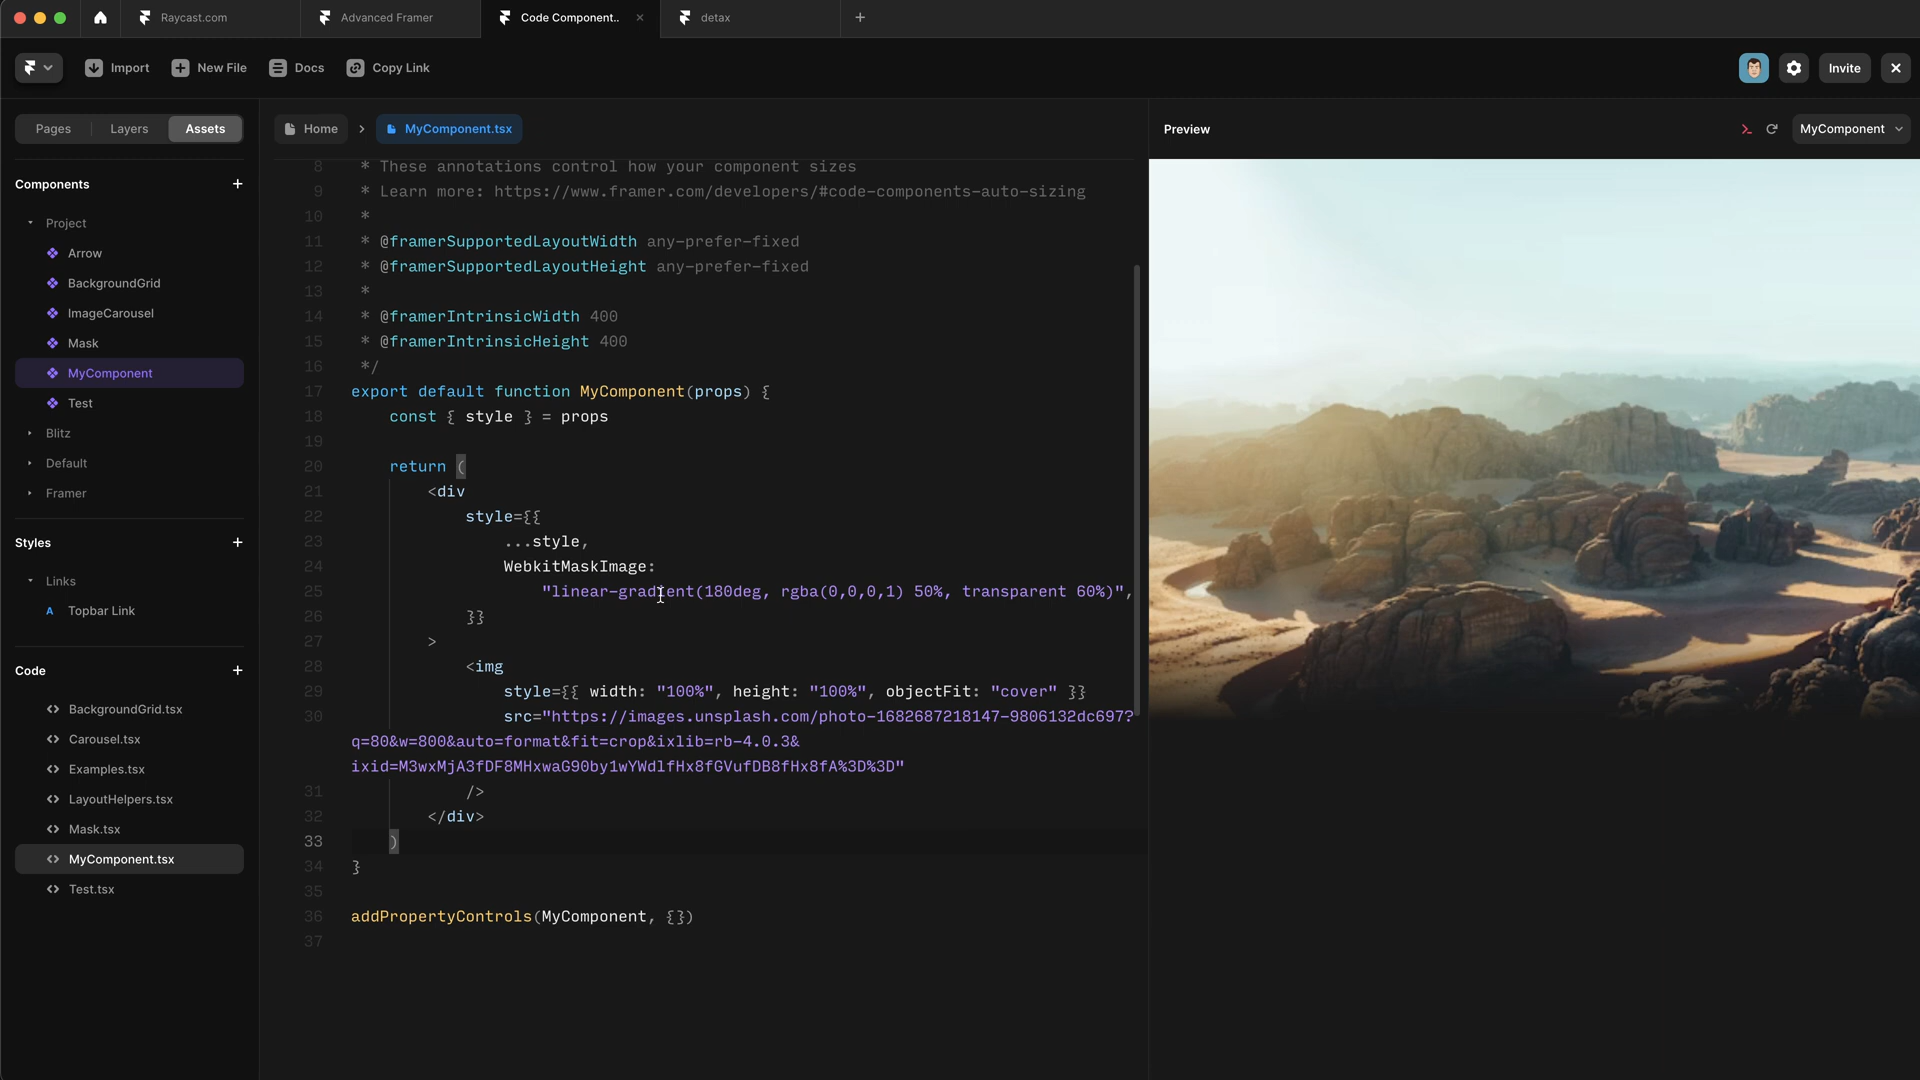 Raycast.com
Advanced Framer
Code Component..
detax
Import
New File
Docs
Copy Link
Invite
Pages
Layers
Assets
Home
MyComponent.tsx
Preview
MyComponent
Components
Project
Arrow
BackgroundGrid
ImageCarousel
Mask
MyComponent
Test
Blitz
Default
Framer
Styles
Links
A Topbar Link
Code
BackgroundGrid.tsx
Carousel.tsx
Examples.tsx
LayoutHelpers.tsx
Mask.tsx
MyComponent.tsx
Test.tsx
8 * These annotations control how your component sizes
9 * Learn more: https://www.framer.com/developers/#code-components-auto-sizing
10 *
11 * @framerSupportedLayoutWidth any-prefer-fixed
12 * @framerSupportedLayoutHeight any-prefer-fixed
13 *
14 * @framerIntrinsicWidth 400
15 * @framerIntrinsicHeight 400
16 */
17 export default function MyComponent(props) {
18 const { style } = props
19
20 return (
21 <div
22 style={{
23 ...style,
24 WebkitMaskImage:
25 "linear-gradient(180deg, rgba(0,0,0,1) 50%, transparent 60%)",
26 }}
27 >
28 <img
29 style={{ width: "100%", height: "100%", objectFit: "cover" }}
30 src="https://images.unsplash.com/photo-1682687218147-9806132dc697?
q=80&w=800&auto=format&fit=crop&ixlib=rb-4.0.3&
ixid=M3wxMjA3fDF8MHxwaG90by1wYWdlfHx8fGVufDB8fHx8fA%3D%3D"
31 />
32 </div>
33 )
34 }
35
36 addPropertyControls(MyComponent, {})
37